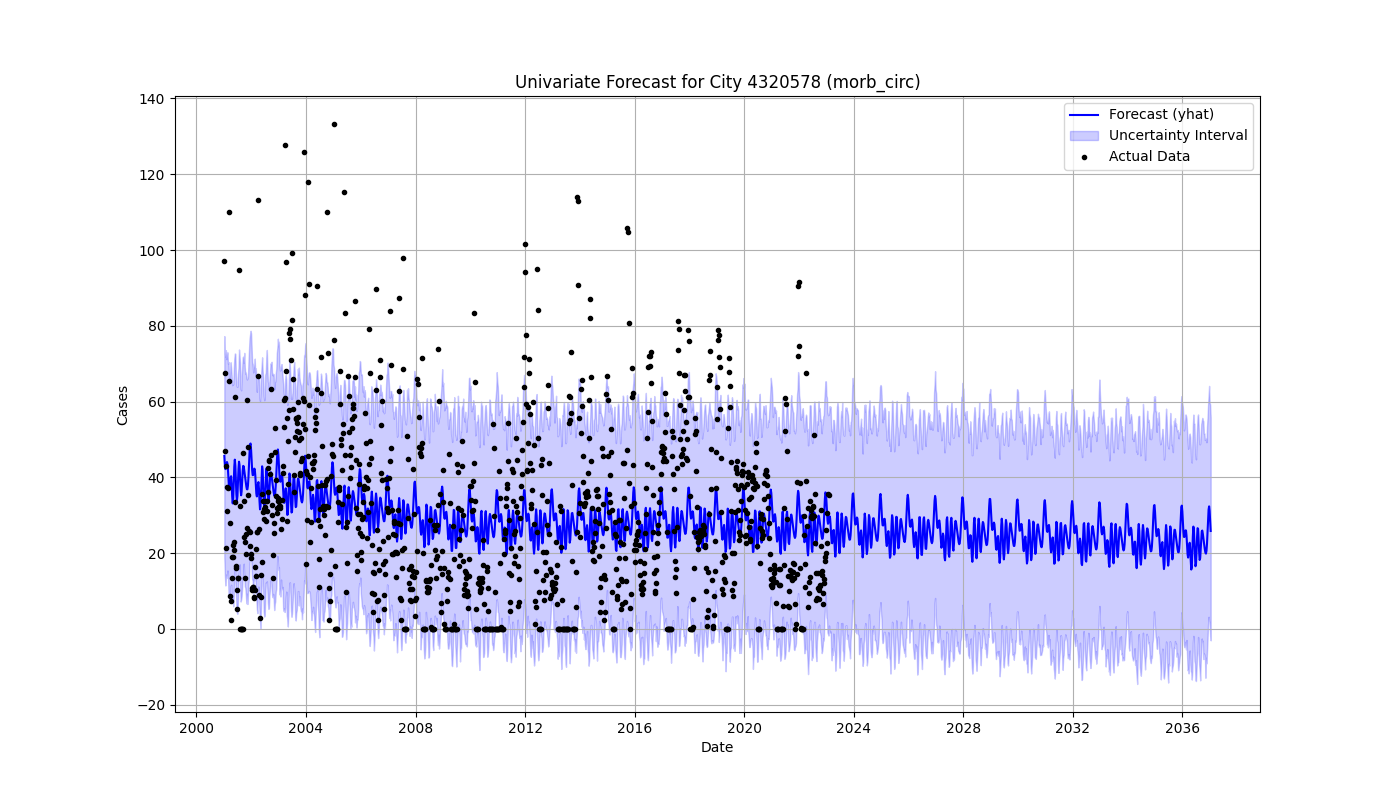 Univariate Forecast for City 4320578 (morb_circ)
Forecast (yhat)
Uncertainty Interval
Actual Data
Cases
140
120
100
80
60
40
20
0
−20
2000 2004 2008 2012 2016 2020 2024 2028 2032 2036
Date